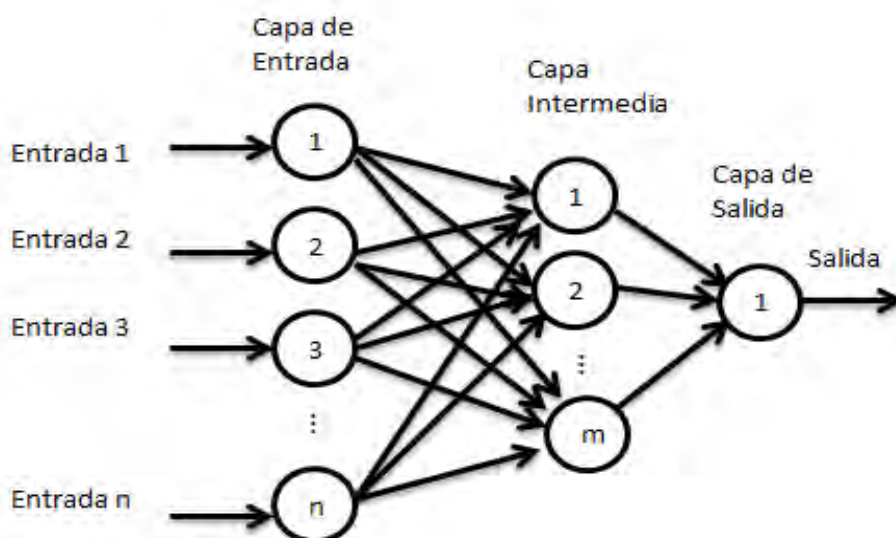 Capa de
Entrada
Capa
Intermedia
Capa de
Salida
Entrada 1
Entrada 2
Entrada 3
Entrada n
1
2
3
...
n
1
2
...
m
1
Salida